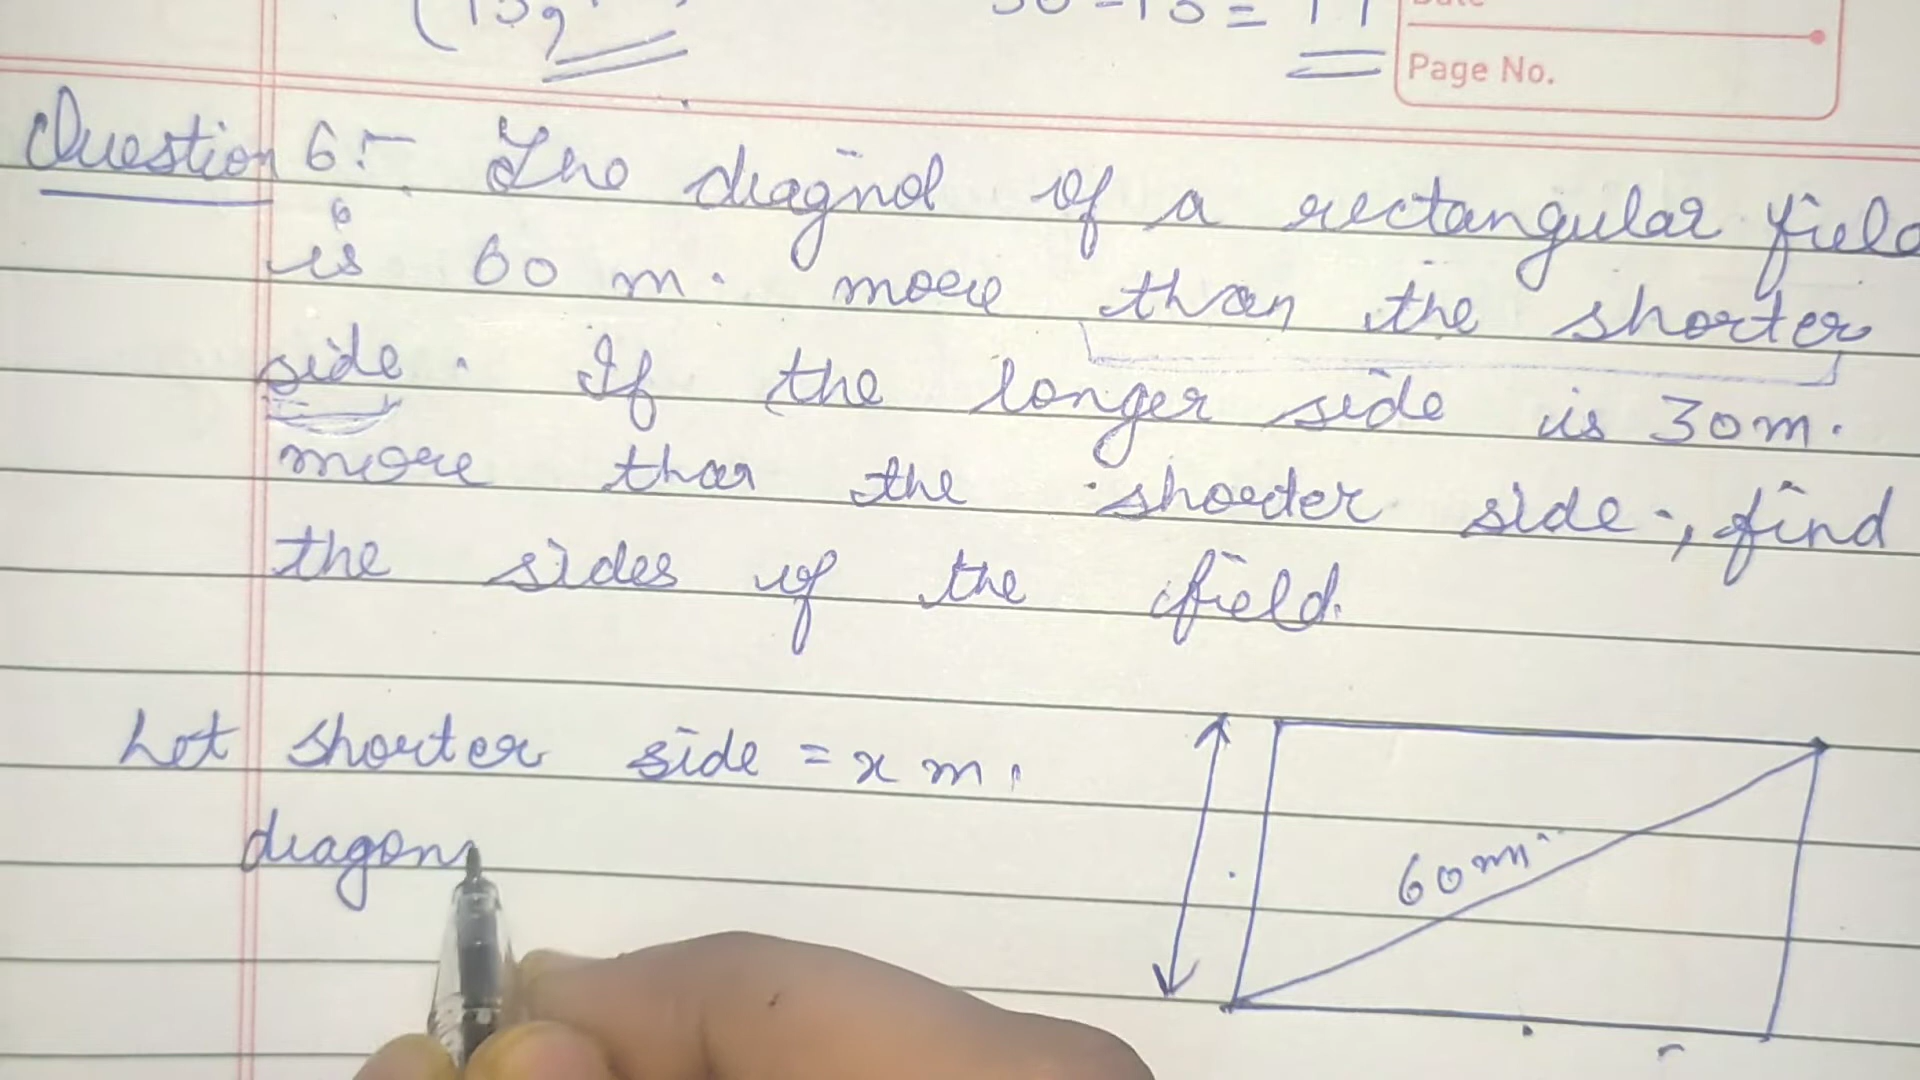 Page No.
Question 6:- The diagnol of a rectangular field
is 60 m. more than the shorter
side. If the longer side is 30m.
more than the shorter side, find
the sides of the field.
Let shorter side = x m.
diagon
60 m